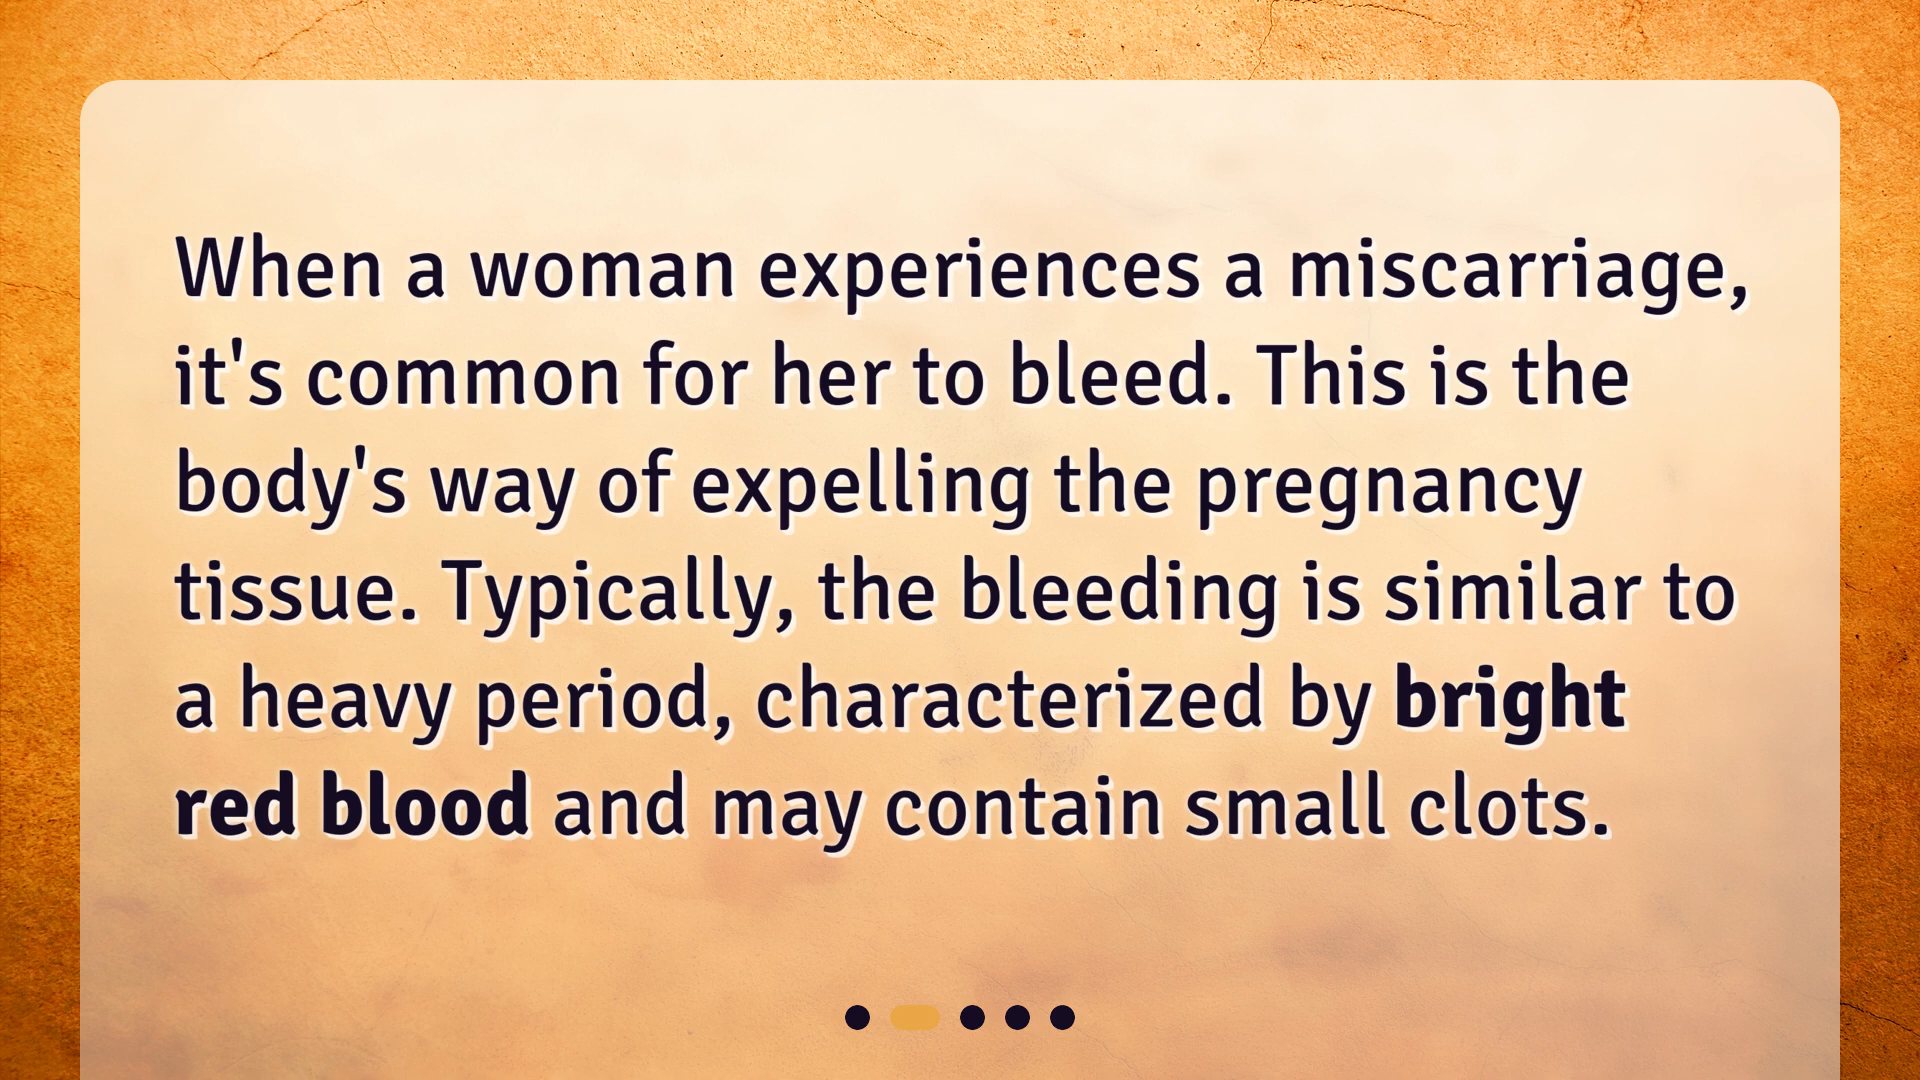 When a woman experiences a miscarriage,
it's common for her to bleed. This is the
body's way of expelling the pregnancy
tissue. Typically, the bleeding is similar to
a heavy period, characterized by bright
red blood and may contain small clots.